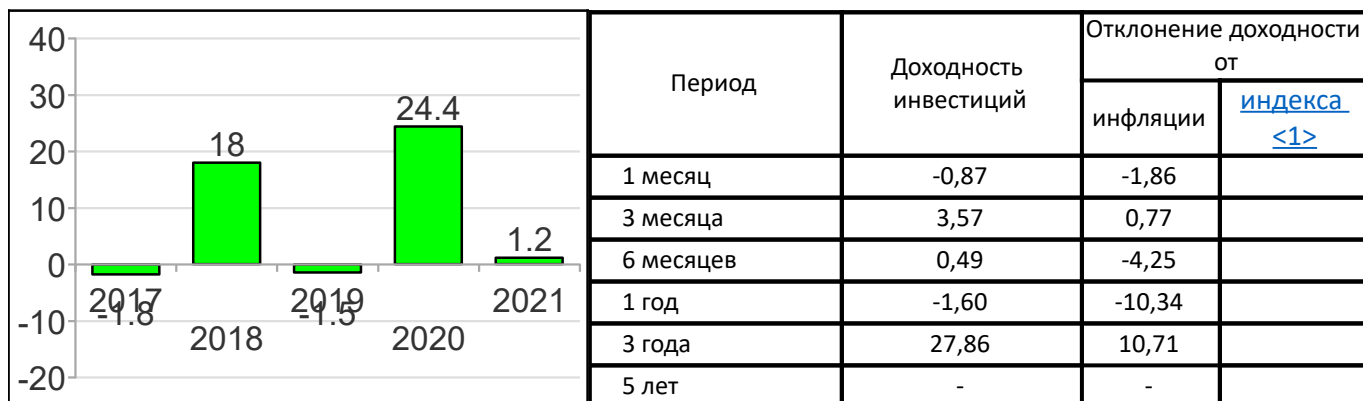 40
30
20
10
0
-10
-20
-1.8
18
-1.5
24.4
1.2
2017
2018
2019
2020
2021
Период
Доходность
инвестиций
Отклонение доходности
от
инфляции
индекса
<1>
1 месяц -0,87 -1,86
3 месяца 3,57 0,77
6 месяцев 0,49 -4,25
1 год -1,60 -10,34
3 года 27,86 10,71
5 лет - -